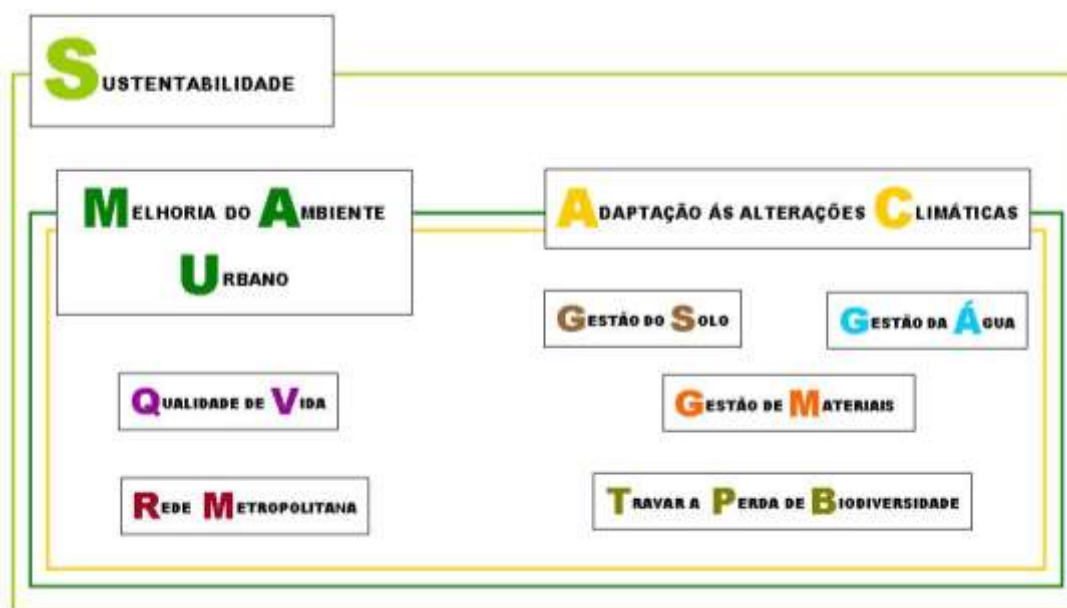 SUSTENTABILIDADE
MELHORIA DO AMBIENTE
URBANO
ADAPTAÇÃO ÁS ALTERAÇÕES CLIMÁTICAS
GESTÃO DO SOLO
GESTÃO DA ÁGUA
QUALIDADE DE VIDA
GESTÃO DE MATERIAIS
REDE METROPOLITANA
TRAVAR A PERDA DE BIODIVERSIDADE